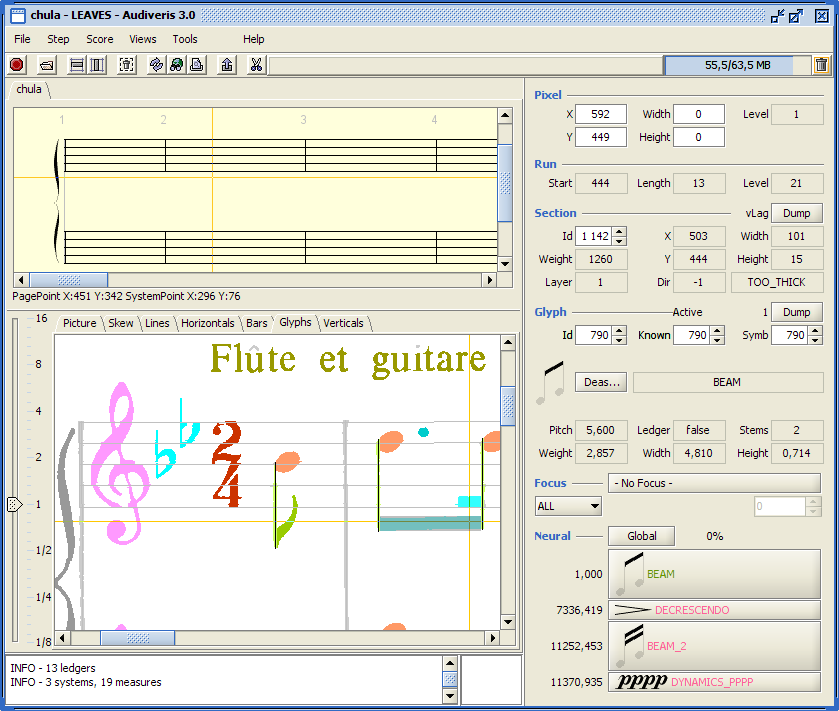 chula - LEAVES - Audiveris 3.0
File Step Score Views Tools Help
55,5/63,5 MB
chula
1 2 3 4
PagePoint X:451 Y:342 SystemPoint X:296 Y:76
Picture Skew Lines Horizontals Bars Glyphs Verticals
16
8
4
2
1
1/2
1/4
1/8
Flûte et guitare
2
4
INFO - 13 ledgers
INFO - 3 systems, 19 measures
Pixel
X 592 Width 0 Level 1
Y 449 Height 0
Run
Start 444 Length 13 Level 21
Section vLag Dump
Id 1 142 X 503 Width 101
Weight 1260 Y 444 Height 15
Layer 1 Dir -1 TOO_THICK
Glyph Active 1 Dump
Id 790 Known 790 Symb 790
Deas... BEAM
Pitch 5,600 Ledger false Stems 2
Weight 2,857 Width 4,810 Height 0,714
Focus - No Focus -
ALL 0
Neural Global 0%
1,000 BEAM
7336,419 DECRESCENDO
11252,453 BEAM_2
11370,935 pppp DYNAMICS_PPPP